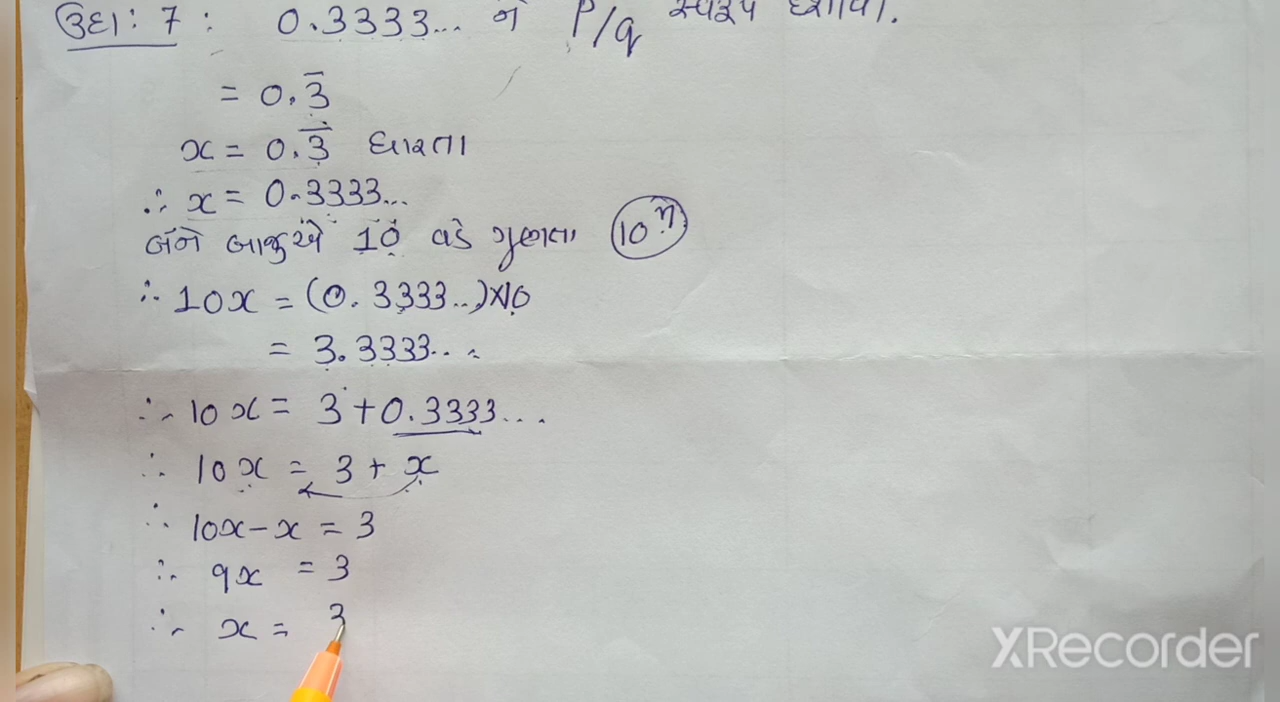 ઉદા: 7: 0.3333... ને P/q સ્વરૂપ દર્શાવો.
= 0.3̅
x = 0.3̅ ધારતા
∴ x = 0.3333...
બંને બાજુએ 10 વડે ગુણતા 10ⁿ
∴ 10x = (0.3333..)×10
= 3.3333...
∴ 10x = 3+0.3333...
∴ 10x = 3 + x
∴ 10x-x = 3
∴ 9x = 3
∴ x = 3
XRecorder